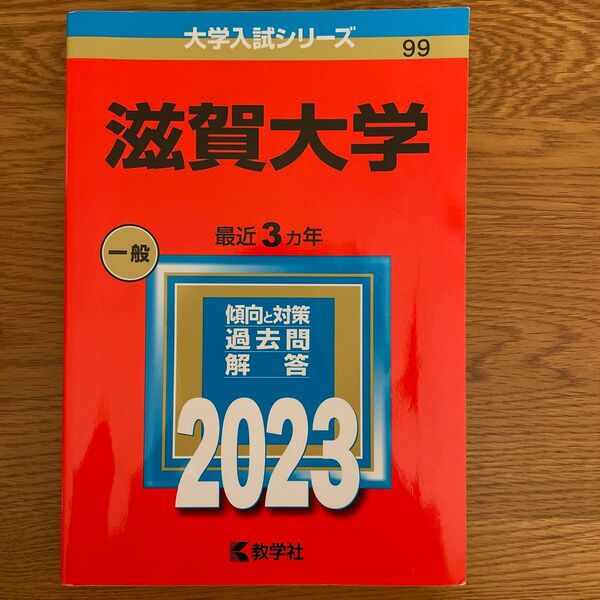 大学入試シリーズ
99
滋賀大学
最近3ヵ年
一般
傾向と対策
過去問
解答
2023
教学社